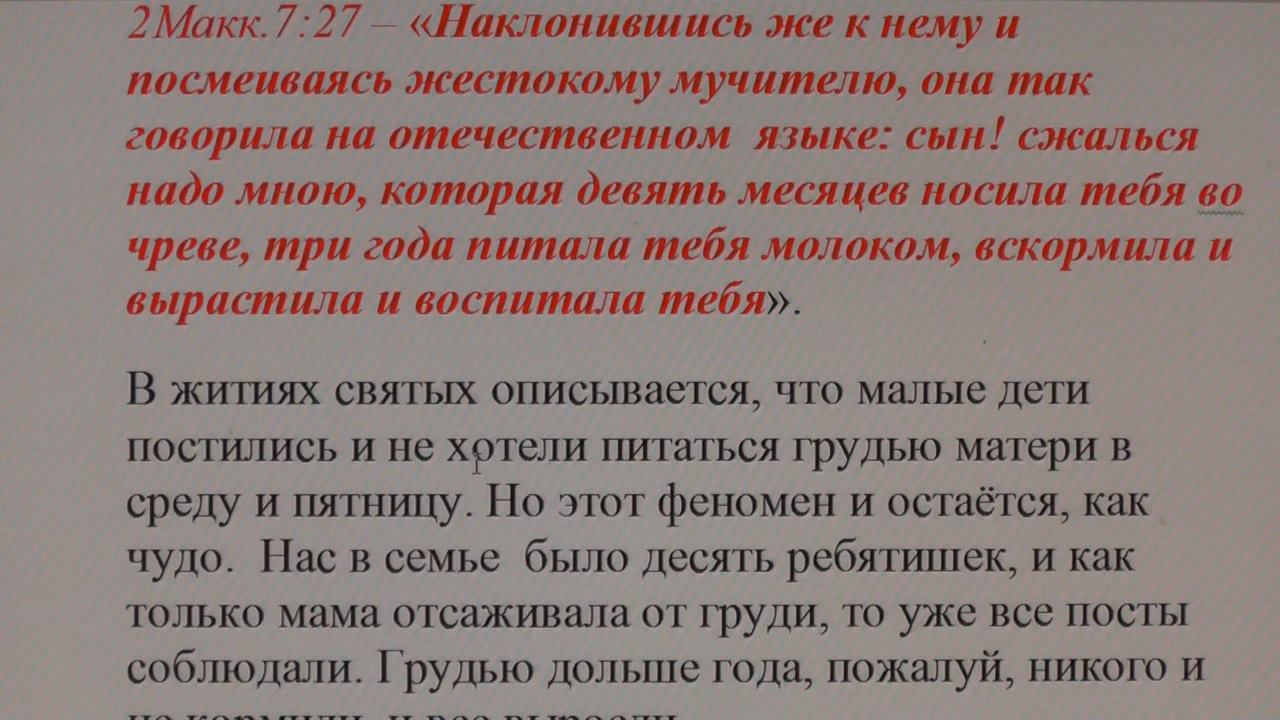 2Макк.7:27 – «Наклонившись же к нему и
посмеиваясь жестокому мучителю, она так
говорила на отечественном языке: сын! сжалься
надо мною, которая девять месяцев носила тебя во
чреве, три года питала тебя молоком, вскормила и
вырастила и воспитала тебя».
В житиях святых описывается, что малые дети
постились и не хотели питаться грудью матери в
среду и пятницу. Но этот феномен и остаётся, как
чудо. Нас в семье было десять ребятишек, и как
только мама отсаживала от груди, то уже все посты
соблюдали. Грудью дольше года, пожалуй, никого и
не кормили, и все выросли